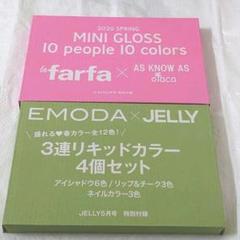 2020 SPRING
MINI GLOSS
10 people 10 colors
la farfa × AS KNOW AS olaca
EMODA×JELLY
盛れる♥春カラー全12色!
3連リキッドカラー
4個セット
アイシャドウ6色/リップ&チーク3色
ネイルカラー3色
JELLY5月号 特別付録